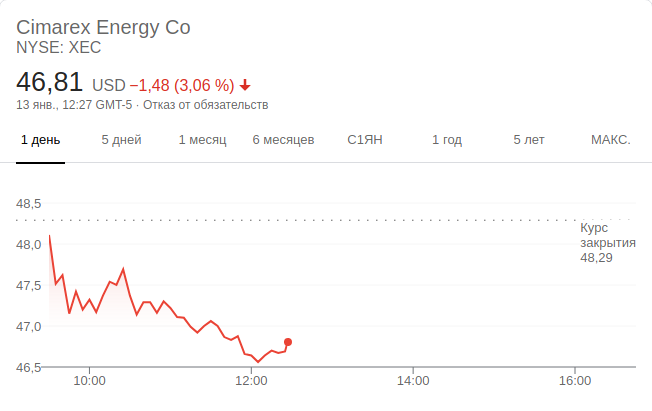 Cimarex Energy Co
NYSE: XEC
46,81 USD −1,48 (3,06 %)
13 янв., 12:27 GMT-5 · Отказ от обязательств
1 день 5 дней 1 месяц 6 месяцев С1ЯН 1 год 5 лет МАКС.
48,5
Курс
закрытия
48,29
48,0
47,5
47,0
46,5
10:00 12:00 14:00 16:00